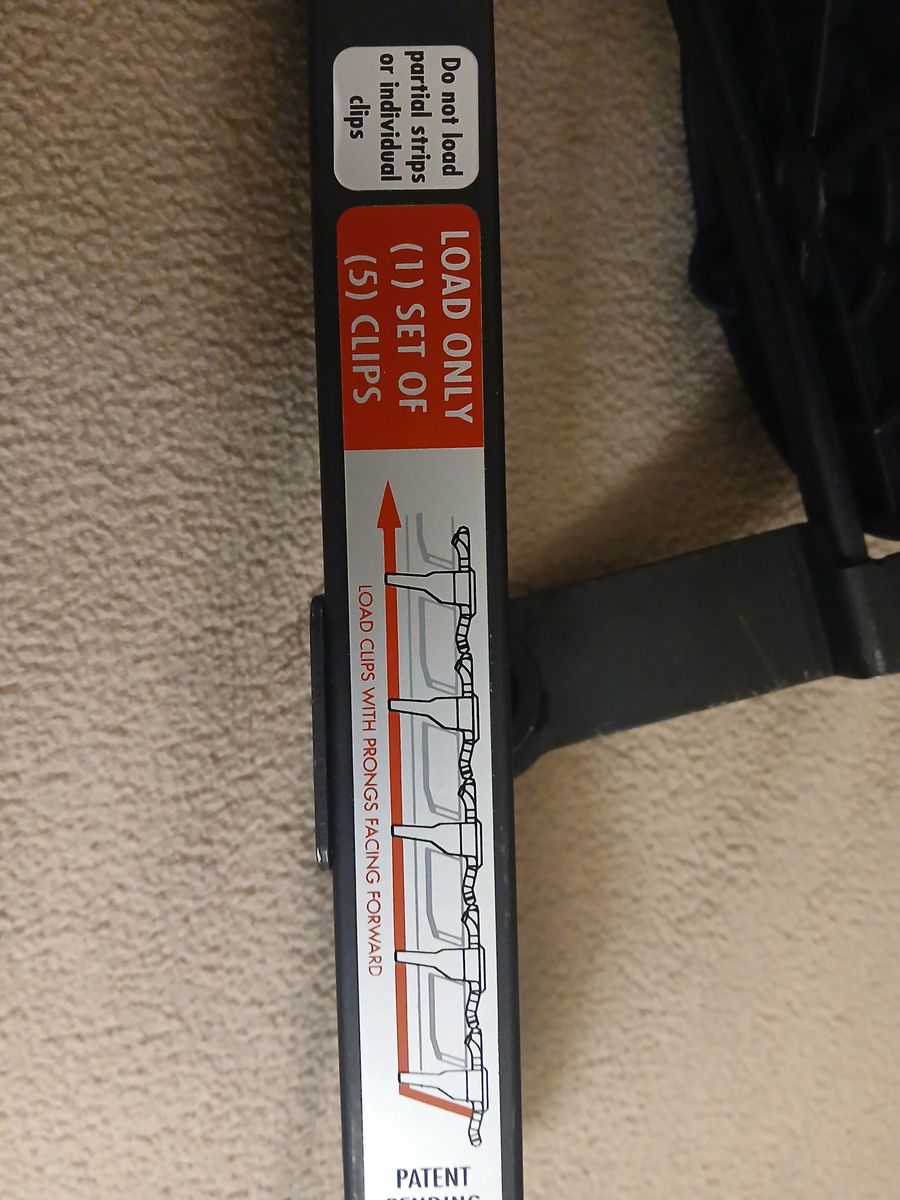 Do not load
partial strips
or individual
clips
LOAD ONLY
(1) SET OF
(5) CLIPS
LOAD CLIPS WITH PRONGS FACING FORWARD
PATENT
PENDING